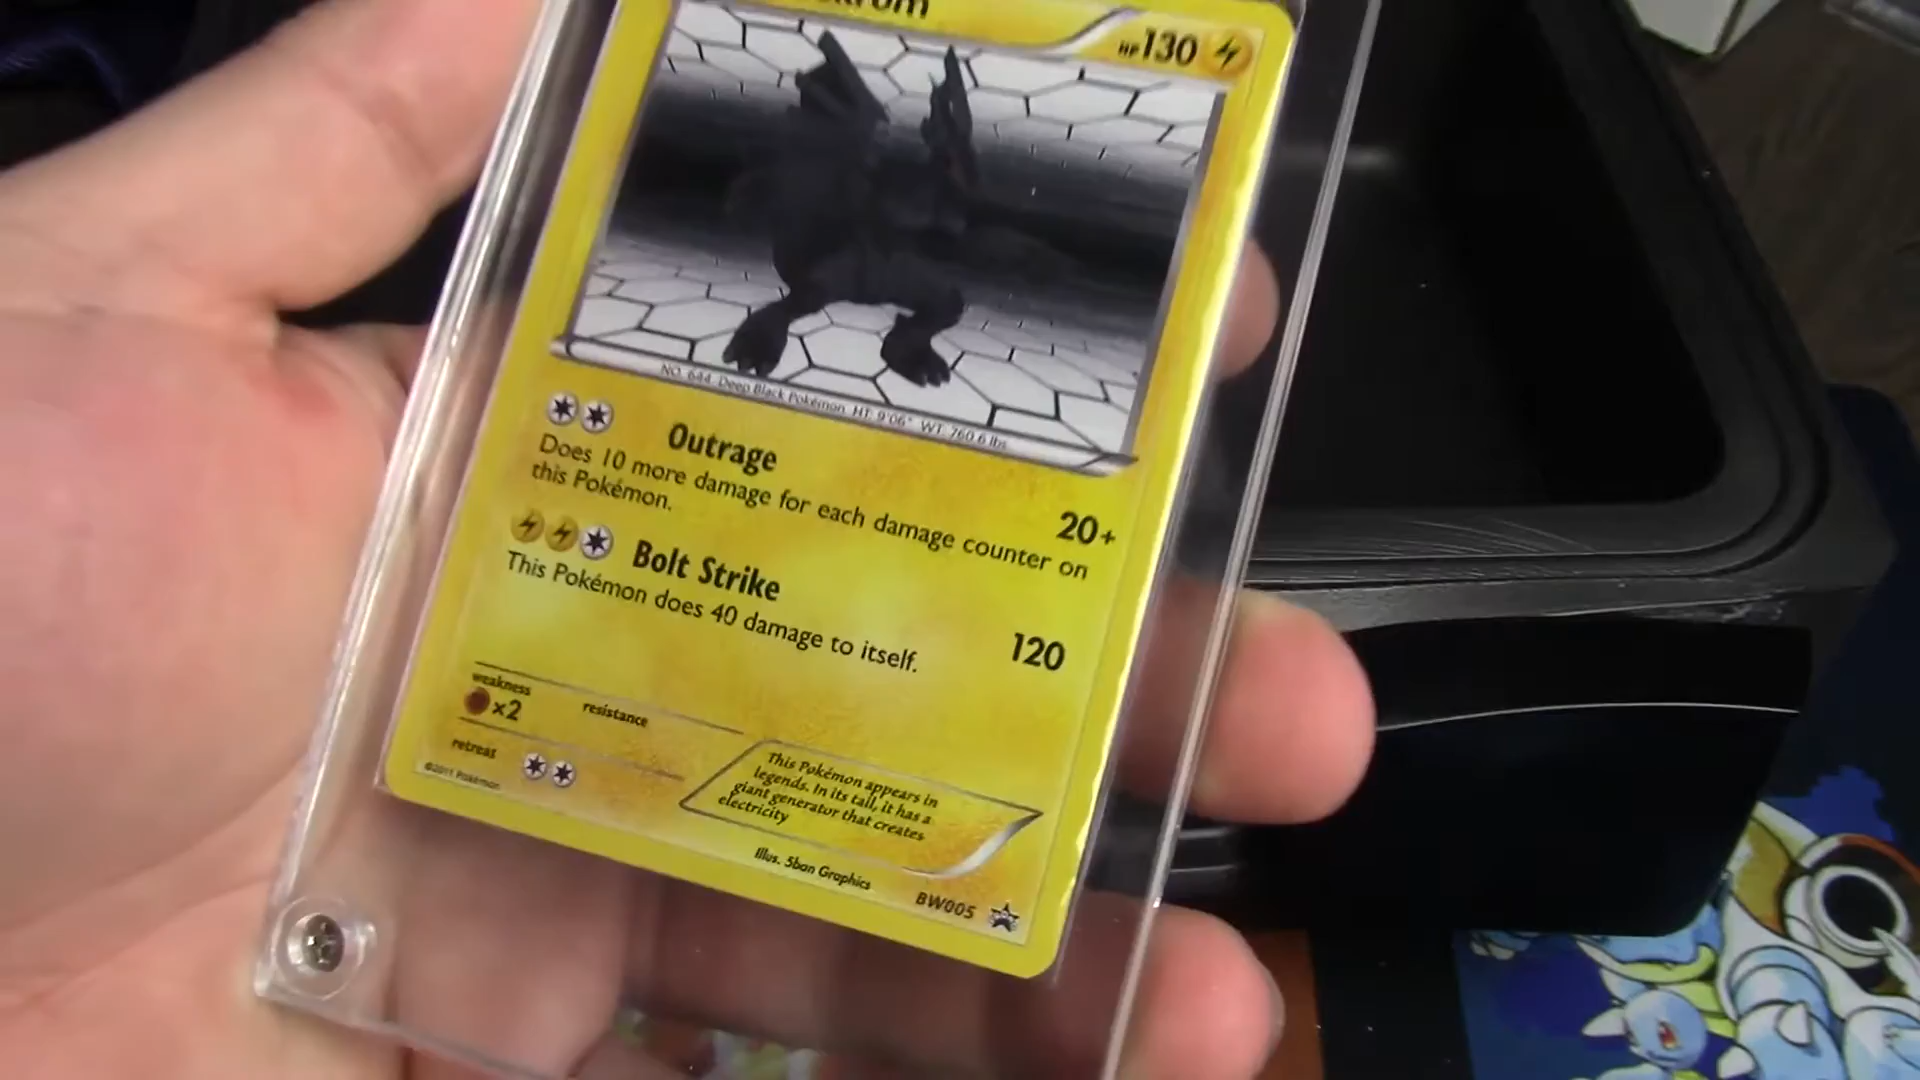 HP130
NO. 644 Deep Black Pokémon HT: 9'06" WT: 760.6 lbs
Outrage
20+
Does 10 more damage for each damage counter on
this Pokémon.
Bolt Strike
120
This Pokémon does 40 damage to itself.
weakness
×2
resistance
retreat
©2011 Pokémon
This Pokémon appears in
legends. In its tail, it has a
giant generator that creates
electricity
Illus. 5ban Graphics
BW005